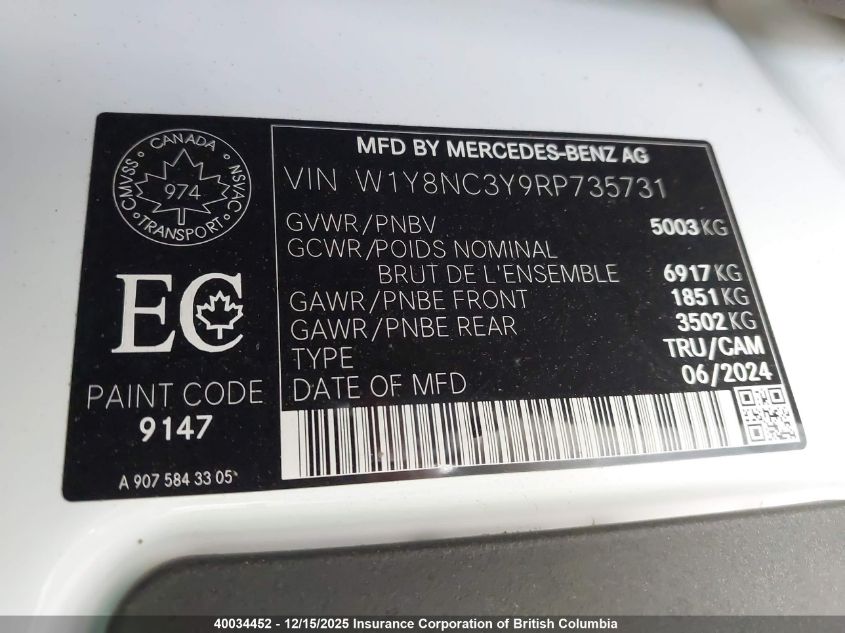 CANADA
CMVSS
974
NSVAC
TRANSPORT
EC
PAINT CODE
9147
A 907 584 33 05
MFD BY MERCEDES-BENZ AG
VIN W1Y8NC3Y9RP735731
GVWR/PNBV 5003 KG
GCWR/POIDS NOMINAL
BRUT DE L'ENSEMBLE 6917 KG
GAWR/PNBE FRONT 1851 KG
GAWR/PNBE REAR 3502 KG
TYPE TRU/CAM
DATE OF MFD 06/2024
40034452 - 12/15/2025 Insurance Corporation of British Columbia